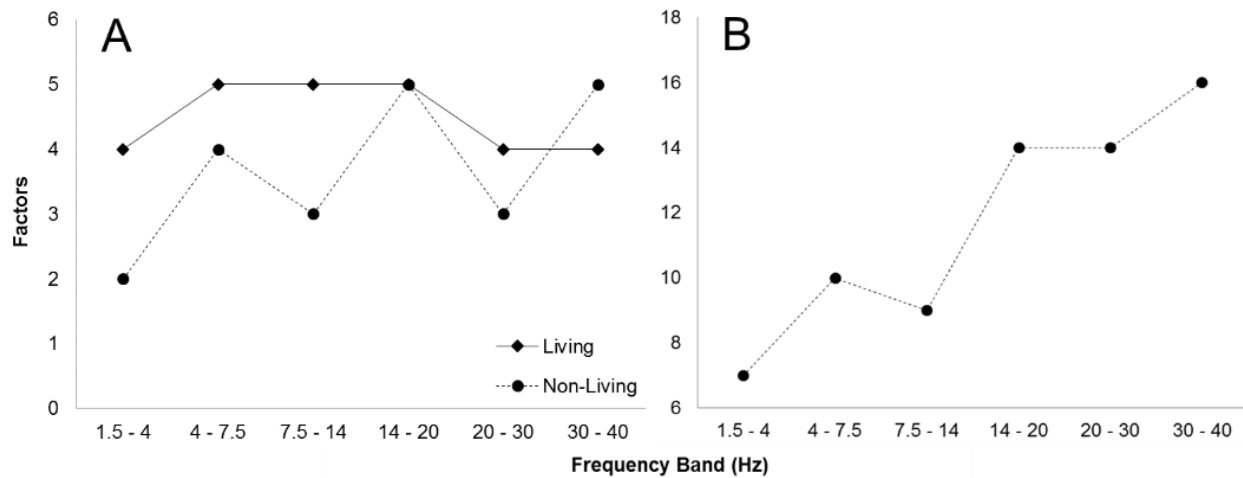 A
6
5
4
3
2
1
0
Factors
1.5 - 4
4 - 7.5
7.5 - 14
14 - 20
20 - 30
30 - 40
Living
Non-Living
B
18
16
14
12
10
8
6
1.5 - 4
4 - 7.5
7.5 - 14
14 - 20
20 - 30
30 - 40
Frequency Band (Hz)